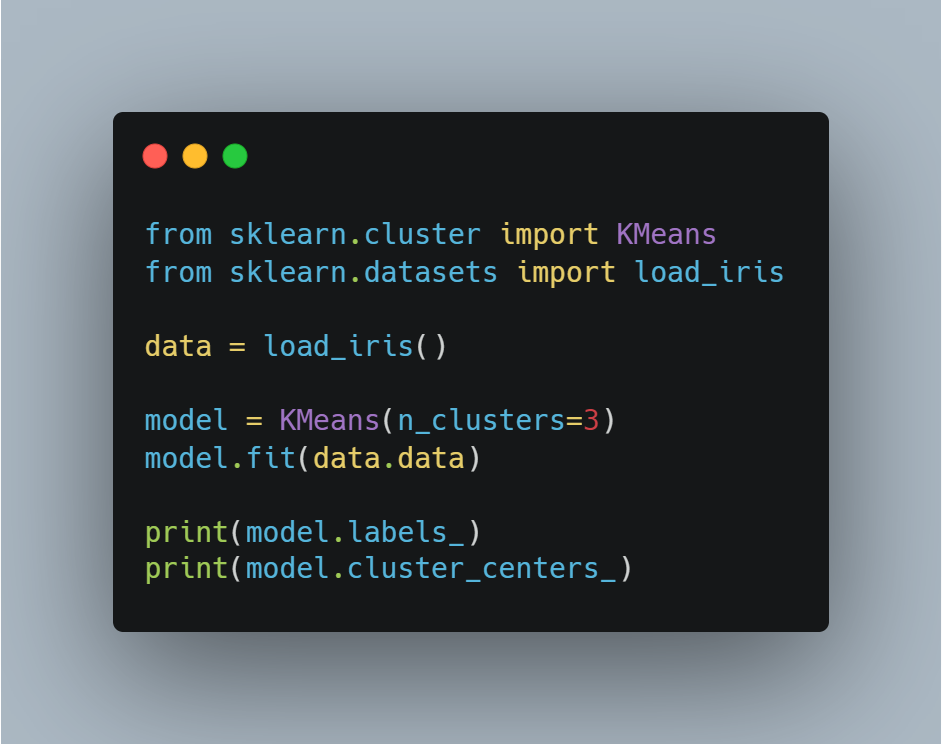 from sklearn.cluster import KMeans
from sklearn.datasets import load_iris
data = load_iris()
model = KMeans(n_clusters=3)
model.fit(data.data)
print(model.labels_)
print(model.cluster_centers_)